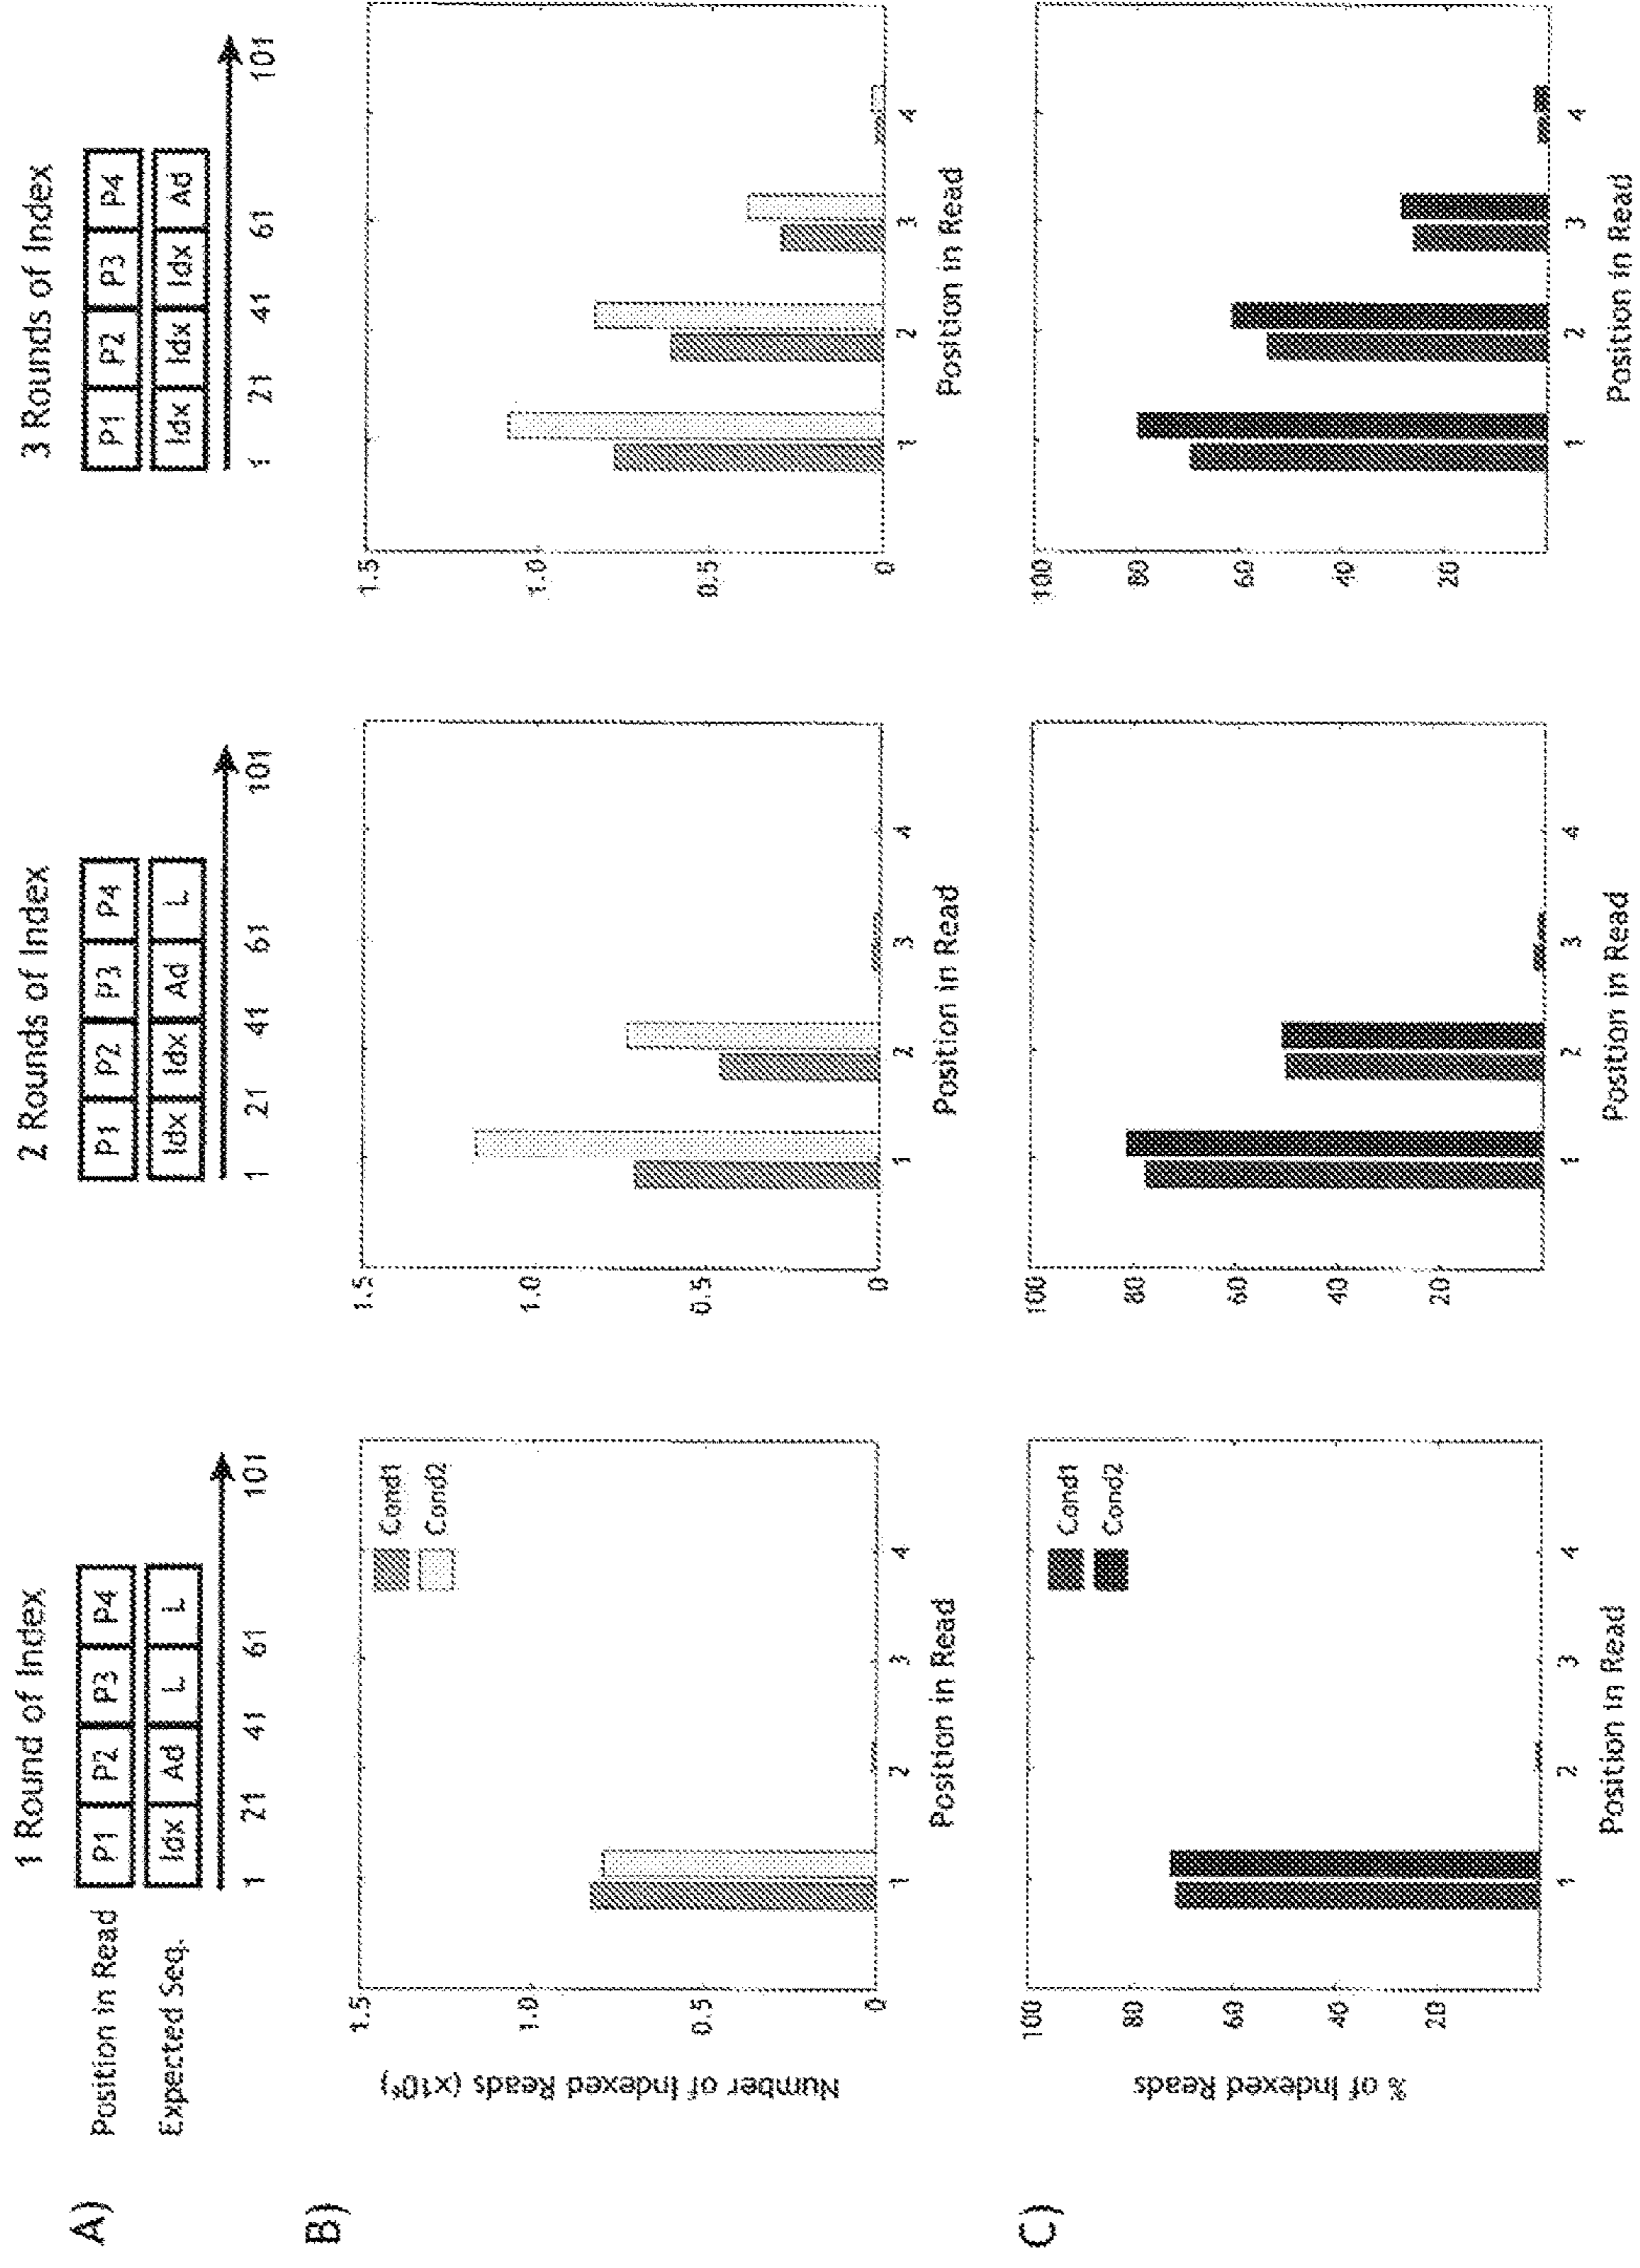 A)
1 Round of Index
2 Rounds of Index
3 Rounds of Index
Position in Read
P1 P2 P3 P4
P1 P2 P3 P4
P1 P2 P3 P4
Expected Seq.
Idx Ad L L
Idx Idx Ad L
Idx Idx Idx Ad
1 21 41 61 101
1 21 41 61 101
1 21 41 61 101
B)
Number of Indexed Reads (x10⁶)
1.5
1.0
0.5
0
Cond1
Cond2
1 2 3 4
Position in Read
1.5
1.0
0.5
0
1 2 3 4
Position in Read
1.5
1.0
0.5
0
1 2 3 4
Position in Read
C)
% of Indexed Reads
100
80
60
40
20
Cond1
Cond2
1 2 3 4
Position in Read
100
80
60
40
20
1 2 3 4
Position in Read
100
80
60
40
20
1 2 3 4
Position in Read